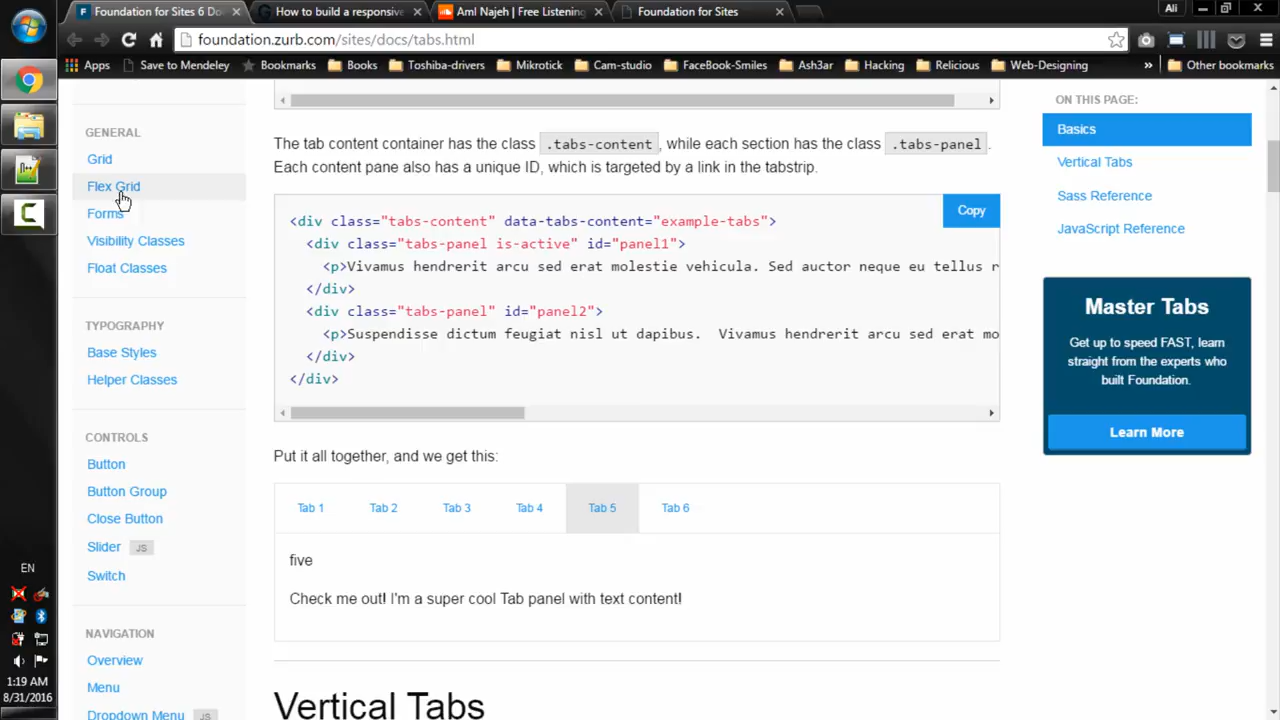 Foundation for Sites 6 Do
How to build a responsive
Aml Najeh | Free Listening
Foundation for Sites
Ali
foundation.zurb.com/sites/docs/tabs.html
Apps
Save to Mendeley
Bookmarks
Books
Toshiba-drivers
Mikrotick
Cam-studio
FaceBook-Smiles
Ash3ar
Hacking
Relicious
Web-Designing
»
Other bookmarks
GENERAL
Grid
Flex Grid
Forms
Visibility Classes
Float Classes
TYPOGRAPHY
Base Styles
Helper Classes
CONTROLS
Button
Button Group
Close Button
Slider JS
Switch
NAVIGATION
Overview
Menu
Dropdown Menu JS
The tab content container has the class .tabs-content, while each section has the class .tabs-panel.
Each content pane also has a unique ID, which is targeted by a link in the tabstrip.
Copy
<div class="tabs-content" data-tabs-content="example-tabs">
<div class="tabs-panel is-active" id="panel1">
<p>Vivamus hendrerit arcu sed erat molestie vehicula. Sed auctor neque eu tellus r
</div>
<div class="tabs-panel" id="panel2">
<p>Suspendisse dictum feugiat nisl ut dapibus.  Vivamus hendrerit arcu sed erat mo
</div>
</div>
Put it all together, and we get this:
Tab 1
Tab 2
Tab 3
Tab 4
Tab 5
Tab 6
five
Check me out! I'm a super cool Tab panel with text content!
Vertical Tabs
ON THIS PAGE:
Basics
Vertical Tabs
Sass Reference
JavaScript Reference
Master Tabs
Get up to speed FAST, learn
straight from the experts who
built Foundation.
Learn More
EN
1:19 AM
8/31/2016